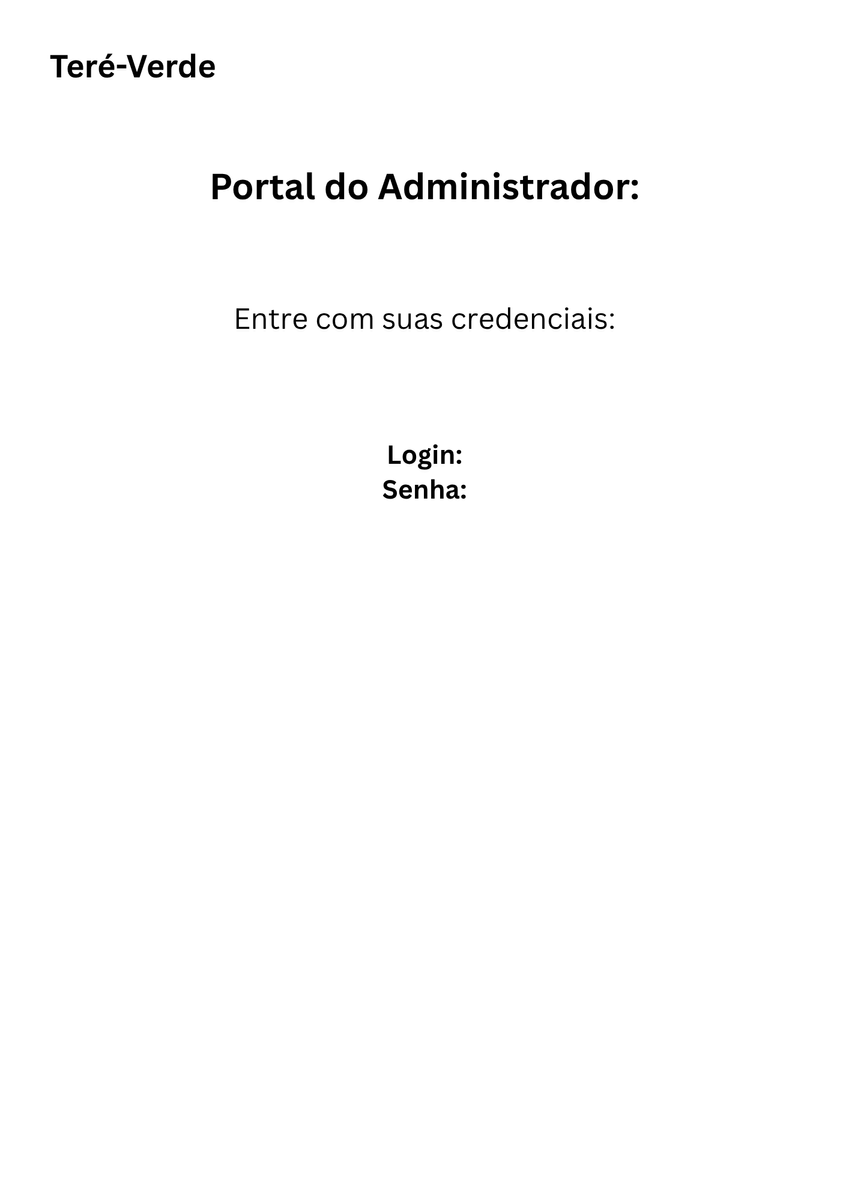 Teré-Verde
Portal do Administrador:
Entre com suas credenciais:
Login:
Senha: